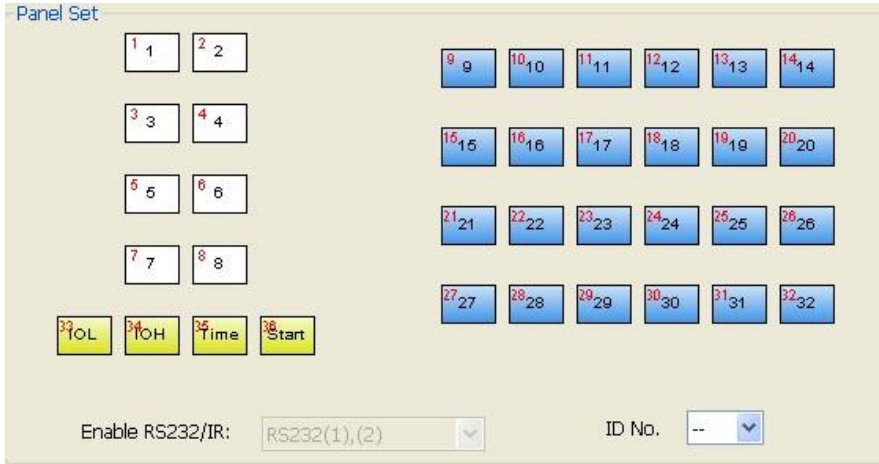 Panel Set
1 1 2 2
9 9 10 10 11 11 12 12 13 13 14 14
3 3 4 4
15 15 16 16 17 17 18 18 19 19 20 20
5 5 6 6
21 21 22 22 23 23 24 24 25 25 26 26
7 7 8 8
27 27 28 28 29 29 30 30 31 31 32 32
33 IOL 34 IOH 35 Time 36 Start
Enable RS232/IR: RS232(1),(2) ID No. --